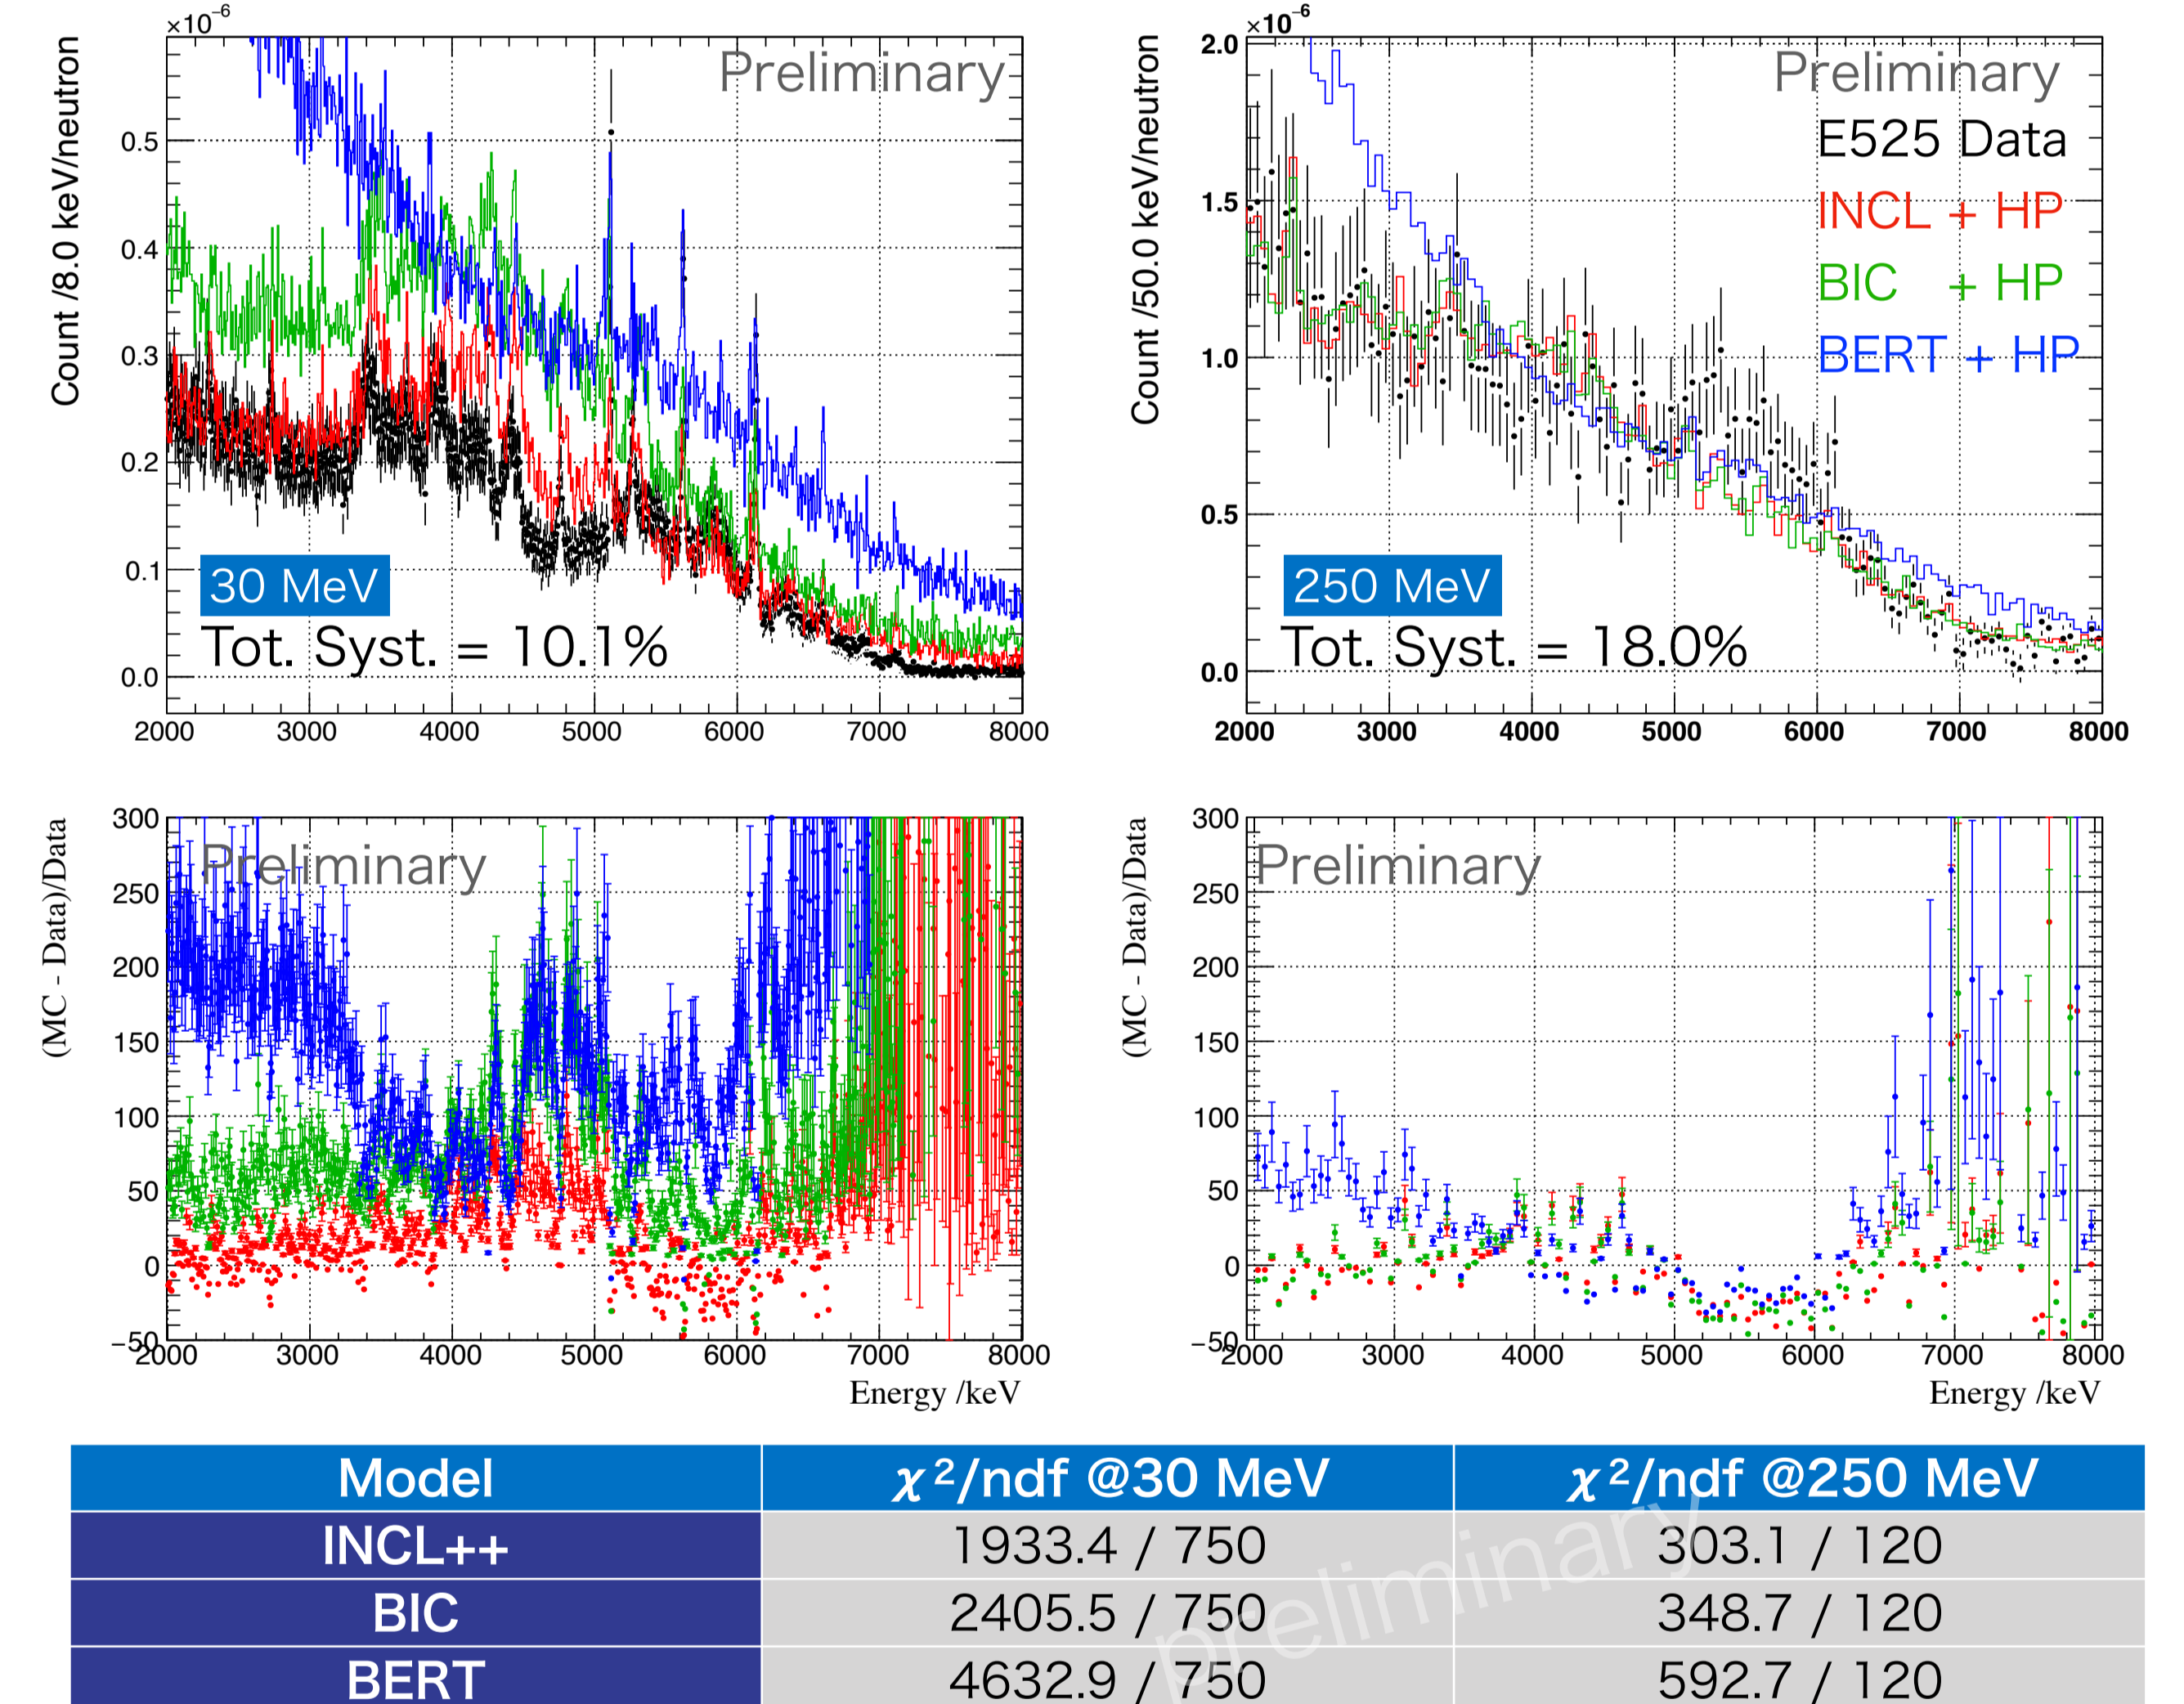 ×10⁻⁶
Count /8.0 keV/neutron
Preliminary
0.5
0.4
0.3
0.2
0.1
0.0
30 MeV
Tot. Syst. = 10.1%
2000 3000 4000 5000 6000 7000 8000
×10⁻⁶
Count /50.0 keV/neutron
Preliminary
E525 Data
INCL + HP
BIC + HP
BERT + HP
2.0
1.5
1.0
0.5
0.0
250 MeV
Tot. Syst. = 18.0%
2000 3000 4000 5000 6000 7000 8000
(MC - Data)/Data
Preliminary
300
250
200
150
100
50
0
−50
2000 3000 4000 5000 6000 7000 8000
Energy /keV
(MC - Data)/Data
Preliminary
300
250
200
150
100
50
0
−50
2000 3000 4000 5000 6000 7000 8000
Energy /keV
Model χ²/ndf @30 MeV χ²/ndf @250 MeV
INCL++ 1933.4 / 750 303.1 / 120
BIC 2405.5 / 750 348.7 / 120
BERT 4632.9 / 750 592.7 / 120
preliminary